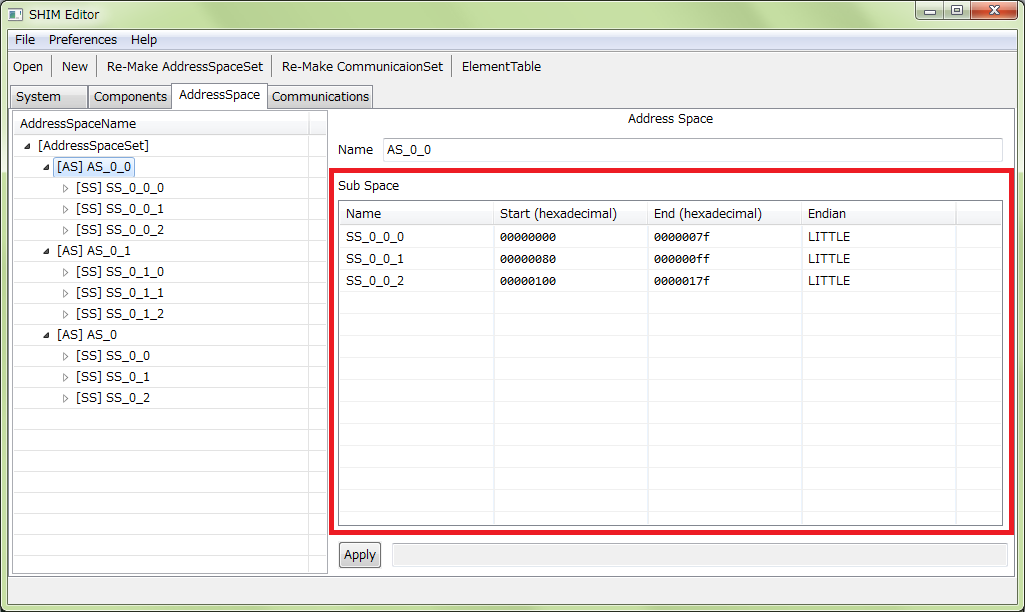 SHIM Editor
File Preferences Help
Open New Re-Make AddressSpaceSet Re-Make CommunicaionSet ElementTable
System Components AddressSpace Communications
AddressSpaceName
[AddressSpaceSet]
[AS] AS_0_0
[SS] SS_0_0_0
[SS] SS_0_0_1
[SS] SS_0_0_2
[AS] AS_0_1
[SS] SS_0_1_0
[SS] SS_0_1_1
[SS] SS_0_1_2
[AS] AS_0
[SS] SS_0_0
[SS] SS_0_1
[SS] SS_0_2
Address Space
Name AS_0_0
Sub Space
Name Start (hexadecimal) End (hexadecimal) Endian
SS_0_0_0 00000000 0000007f LITTLE
SS_0_0_1 00000080 000000ff LITTLE
SS_0_0_2 00000100 0000017f LITTLE
Apply